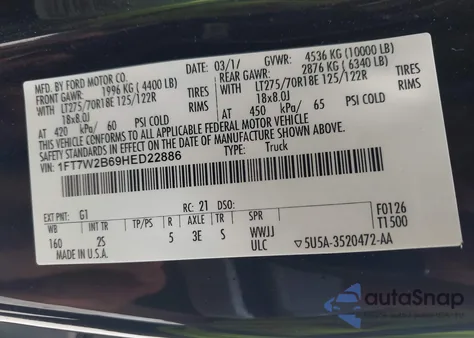 MFD. BY FORD MOTOR CO. 03/17 GVWR: 4536 KG (10000 LB)
FRONT GAWR: 1996 KG (4400 LB) REAR GAWR: 2876 KG (6340 LB)
LT275/70R18E 125/122R TIRES LT275/70R18E 125/122R TIRES
18x8.0J RIMS 18x8.0J RIMS
AT 420 kPa/ 60 PSI COLD AT 450 kPa/ 65 PSI COLD
THIS VEHICLE CONFORMS TO ALL APPLICABLE FEDERAL MOTOR VEHICLE
SAFETY STANDARDS IN EFFECT ON THE DATE OF MANUFACTURE SHOWN ABOVE.
VIN: 1FT7W2B69HED22886 TYPE: Truck
EXT PNT: G1 RC: 21 DSO: F0126
WB INT TR TP/PS R AXLE TR SPR T1500
160 2S 5 3E S WWJJ
MADE IN U.S.A. ULC ▽5U5A-3520472-AA
autoSnap